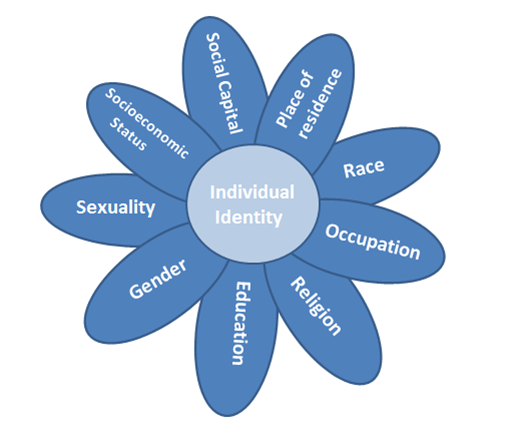 Social Capital
Place of
residence
Race
Occupation
Religion
Education
Gender
Sexuality
Socioeconomic
Status
Individual
Identity